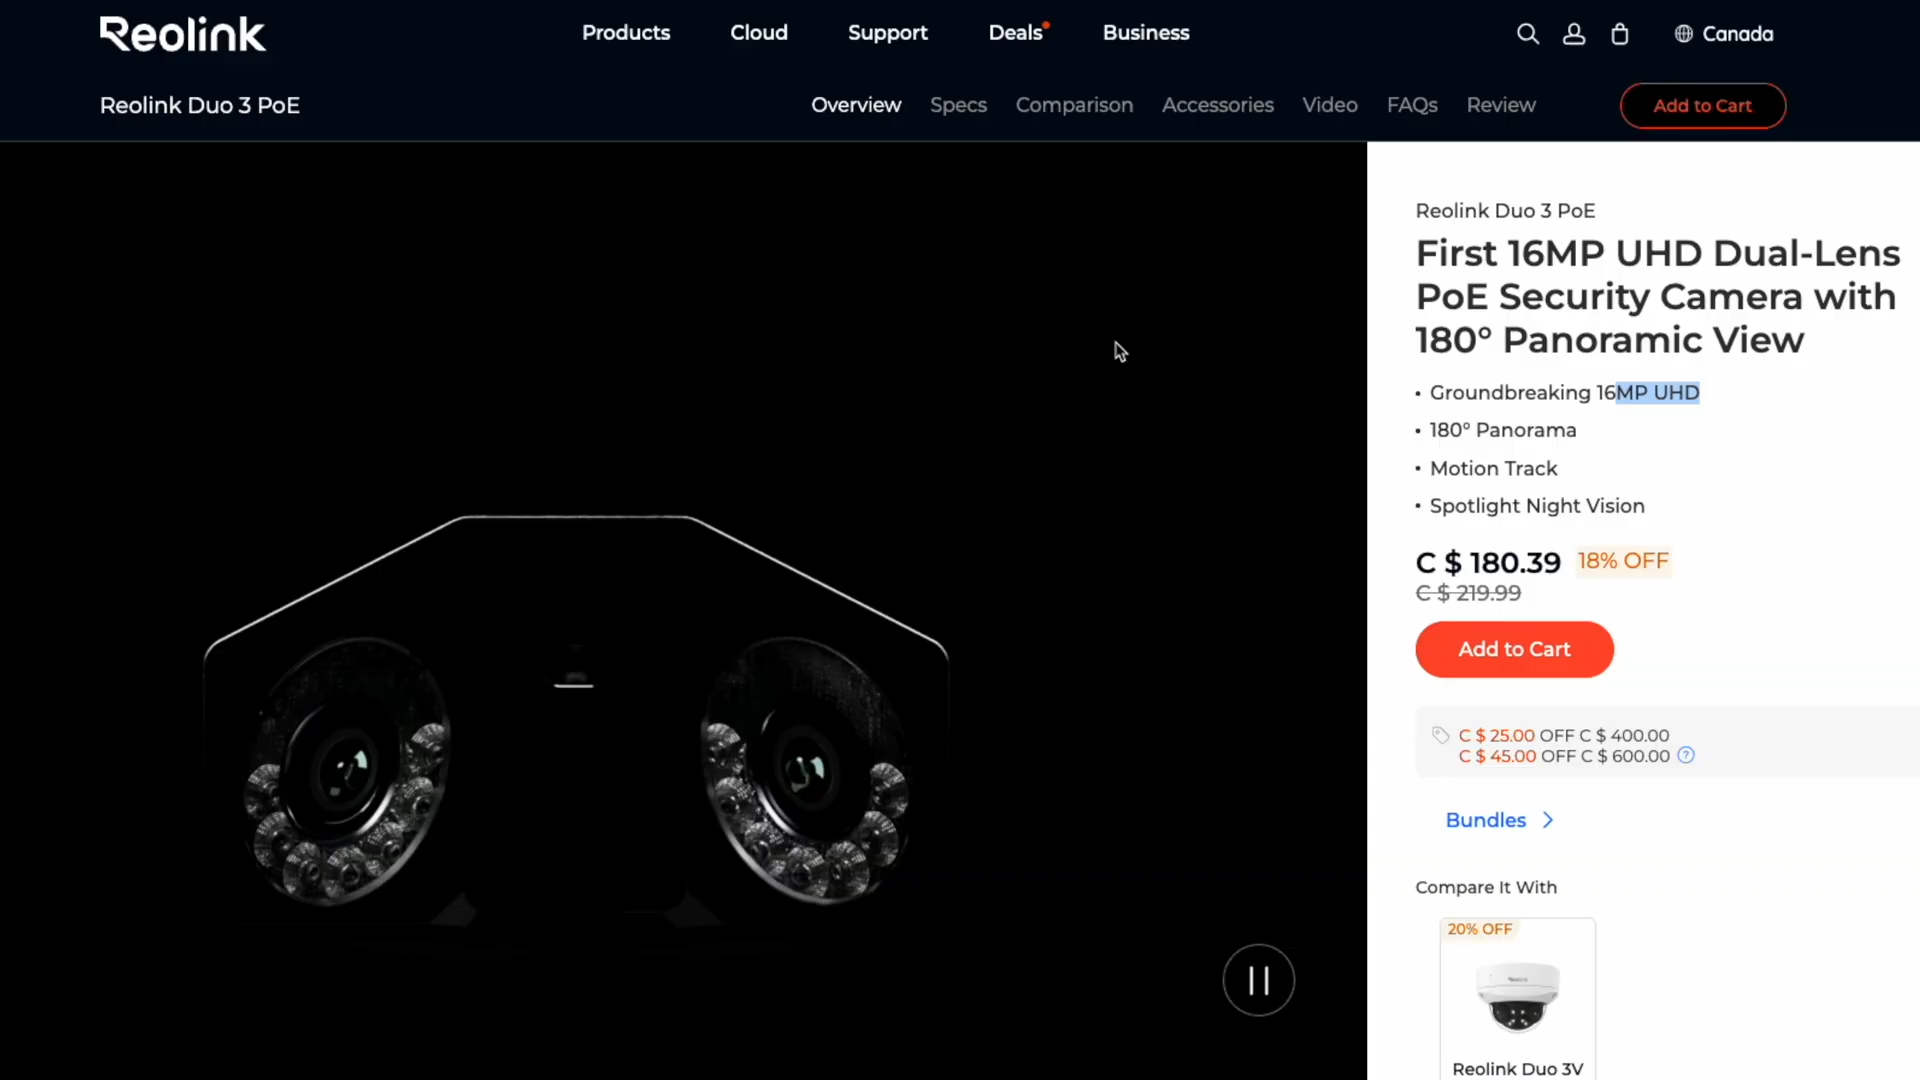 Reolink
Products
Cloud
Support
Deals
Business
Canada
Reolink Duo 3 PoE
Overview
Specs
Comparison
Accessories
Video
FAQs
Review
Add to Cart
Reolink Duo 3 PoE
First 16MP UHD Dual-Lens
PoE Security Camera with
180° Panoramic View
• Groundbreaking 16MP UHD
• 180° Panorama
• Motion Track
• Spotlight Night Vision
C $ 180.39 18% OFF
C $ 219.99
Add to Cart
C $ 25.00 OFF C $ 400.00
C $ 45.00 OFF C $ 600.00 ?
Bundles >
Compare It With
20% OFF
Reolink Duo 3V